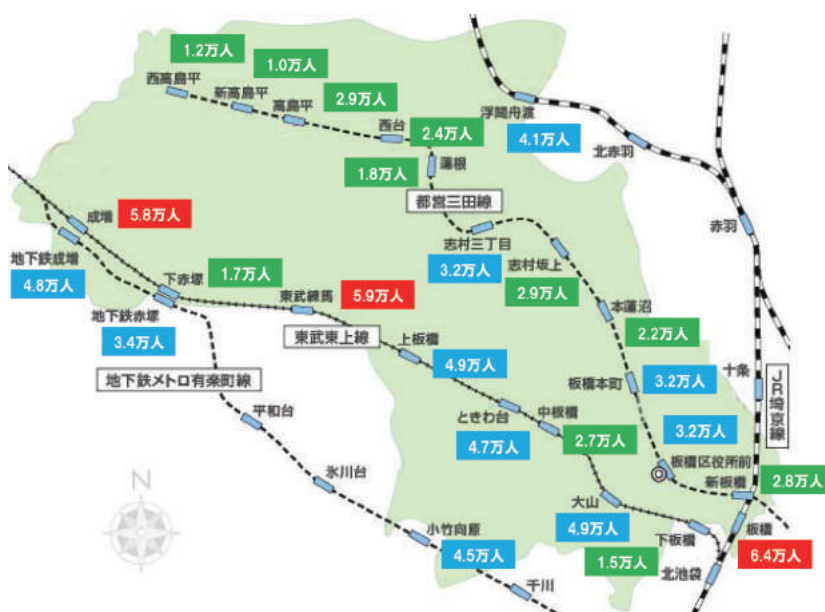 1.2万人
西高島平
1.0万人
新高島平
2.9万人
高島平
西台
2.4万人
蓮根
1.8万人
都営三田線
浮間舟渡
4.1万人
北赤羽
赤羽
成増
5.8万人
地下鉄成増
4.8万人
下赤塚
1.7万人
地下鉄赤塚
3.4万人
東武練馬
5.9万人
東武東上線
志村三丁目
3.2万人
志村坂上
2.9万人
本蓮沼
2.2万人
上板橋
4.9万人
地下鉄メトロ有楽町線
平和台
板橋本町
3.2万人
十条
JR埼京線
ときわ台
4.7万人
中板橋
2.7万人
3.2万人
板橋区役所前
新板橋
2.8万人
N
氷川台
大山
4.9万人
下板橋
1.5万人
板橋
6.4万人
小竹向原
4.5万人
北池袋
千川